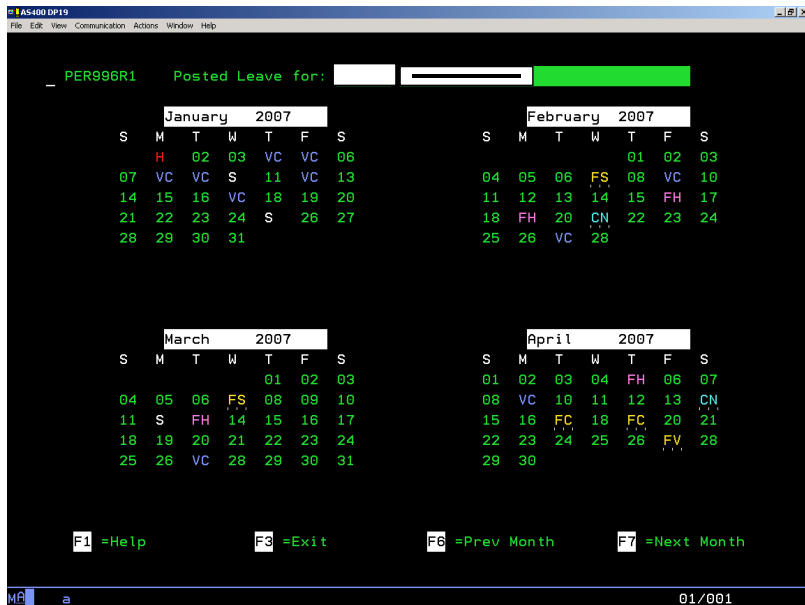 AS400 DP19
File Edit View Communication Actions Window Help
_ PER996R1 Posted Leave for:
January 2007 February 2007
S M T W T F S S M T W T F S
H 02 03 VC VC 06 01 02 03
07 VC VC S 11 VC 13 04 05 06 FS 08 VC 10
14 15 16 VC 18 19 20 11 12 13 14 15 FH 17
21 22 23 24 S 26 27 18 FH 20 CN 22 23 24
28 29 30 31 25 26 VC 28
March 2007 April 2007
S M T W T F S S M T W T F S
01 02 03 01 02 03 04 FH 06 07
04 05 06 FS 08 09 10 08 VC 10 11 12 13 CN
11 S FH 14 15 16 17 15 16 FC 18 FC 20 21
18 19 20 21 22 23 24 22 23 24 25 26 FV 28
25 26 VC 28 29 30 31 29 30
F1 =Help F3 =Exit F6 =Prev Month F7 =Next Month
MA a 01/001